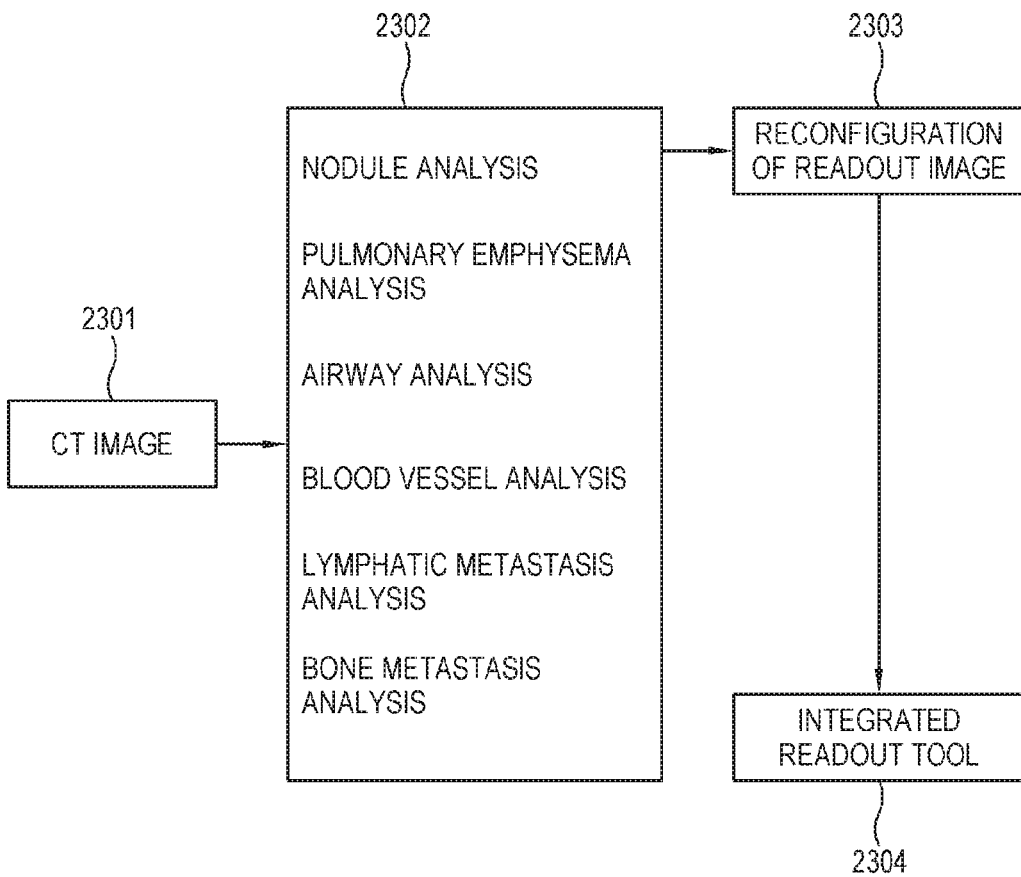 2302
2303
NODULE ANALYSIS
PULMONARY EMPHYSEMA
ANALYSIS
AIRWAY ANALYSIS
BLOOD VESSEL ANALYSIS
LYMPHATIC METASTASIS
ANALYSIS
BONE METASTASIS
ANALYSIS
RECONFIGURATION
OF READOUT IMAGE
2301
CT IMAGE
INTEGRATED
READOUT TOOL
2304